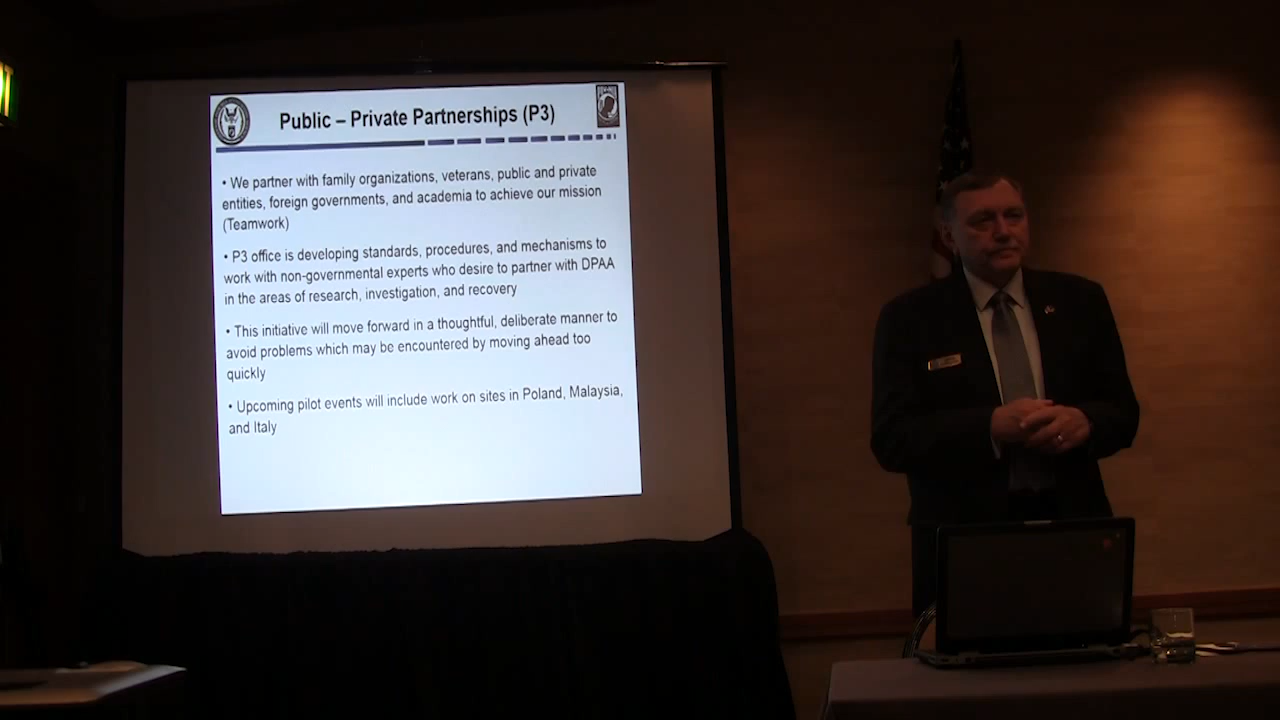 Public – Private Partnerships (P3)
• We partner with family organizations, veterans, public and private
entities, foreign governments, and academia to achieve our mission
(Teamwork)
• P3 office is developing standards, procedures, and mechanisms to
work with non-governmental experts who desire to partner with DPAA
in the areas of research, investigation, and recovery
• This initiative will move forward in a thoughtful, deliberate manner to
avoid problems which may be encountered by moving ahead too
quickly
• Upcoming pilot events will include work on sites in Poland, Malaysia,
and Italy